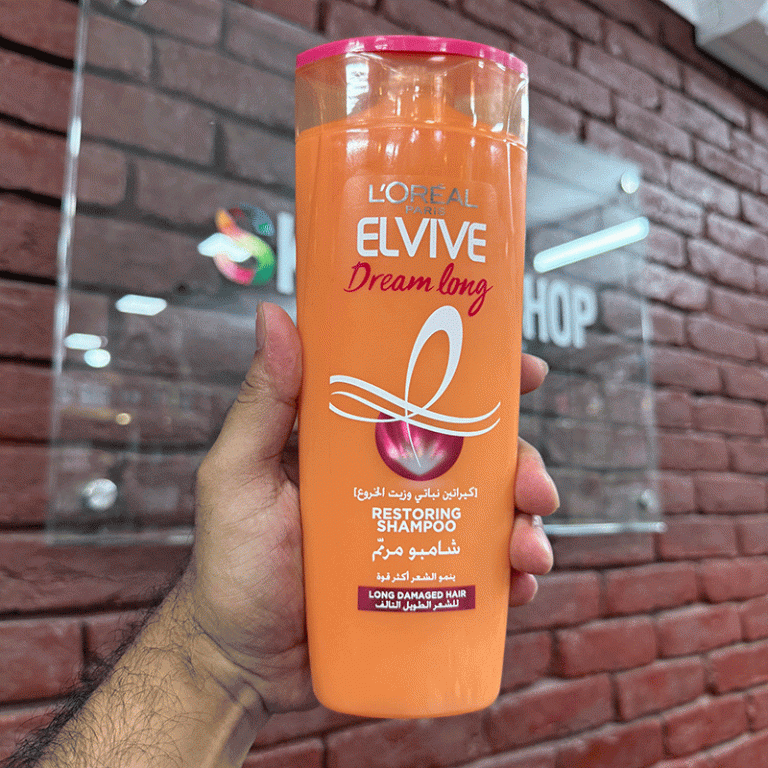 L'ORÉAL
PARIS
ELVIVE
Dream long
HOP
[كيراتين نباتي وزيت الخروع]
RESTORING
SHAMPOO
شامبو مرمّم
ينمو الشعر أكثر قوة
LONG DAMAGED HAIR
للشعر الطويل التالف